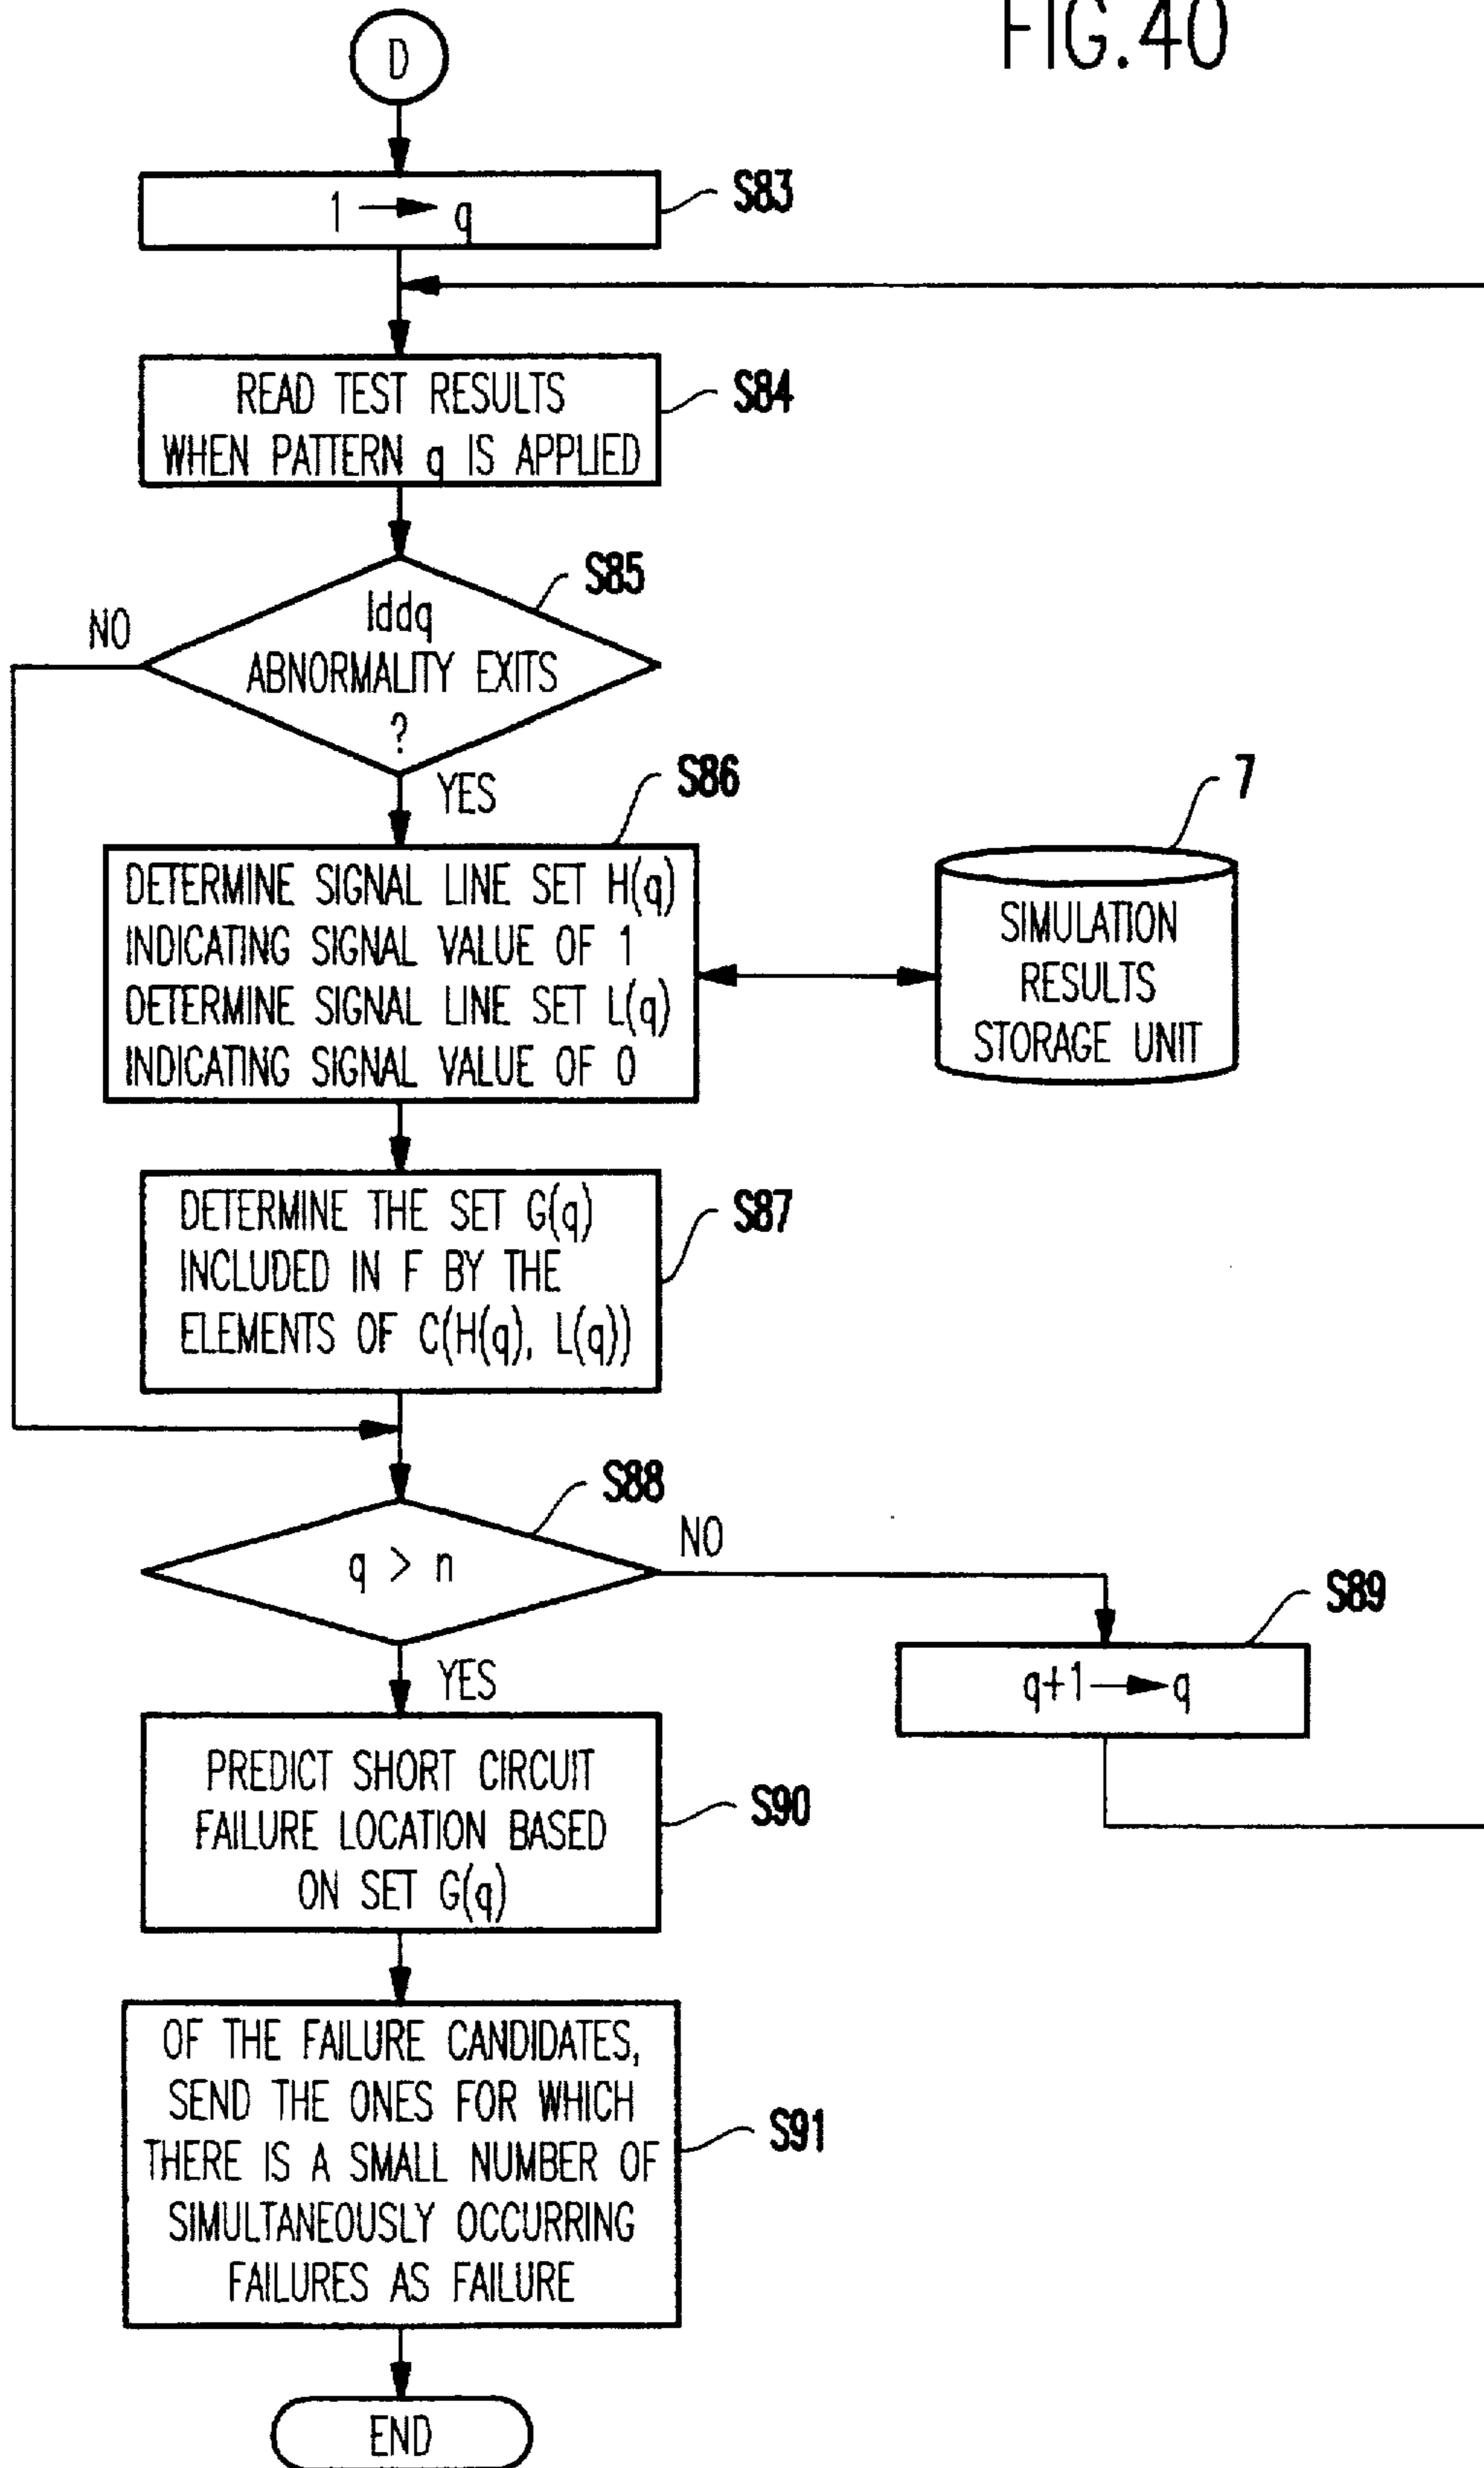 FIG.40
D
1 → q
S83
READ TEST RESULTS
WHEN PATTERN q IS APPLIED
S84
Iddq
ABNORMALITY EXITS
?
S85
NO
YES
DETERMINE SIGNAL LINE SET H(q)
INDICATING SIGNAL VALUE OF 1
DETERMINE SIGNAL LINE SET L(q)
INDICATING SIGNAL VALUE OF 0
S86
SIMULATION
RESULTS
STORAGE UNIT
7
DETERMINE THE SET G(q)
INCLUDED IN F BY THE
ELEMENTS OF C(H(q), L(q))
S87
q > n
S88
NO
YES
q+1 → q
S89
PREDICT SHORT CIRCUIT
FAILURE LOCATION BASED
ON SET G(q)
S90
OF THE FAILURE CANDIDATES,
SEND THE ONES FOR WHICH
THERE IS A SMALL NUMBER OF
SIMULTANEOUSLY OCCURRING
FAILURES AS FAILURE
S91
END